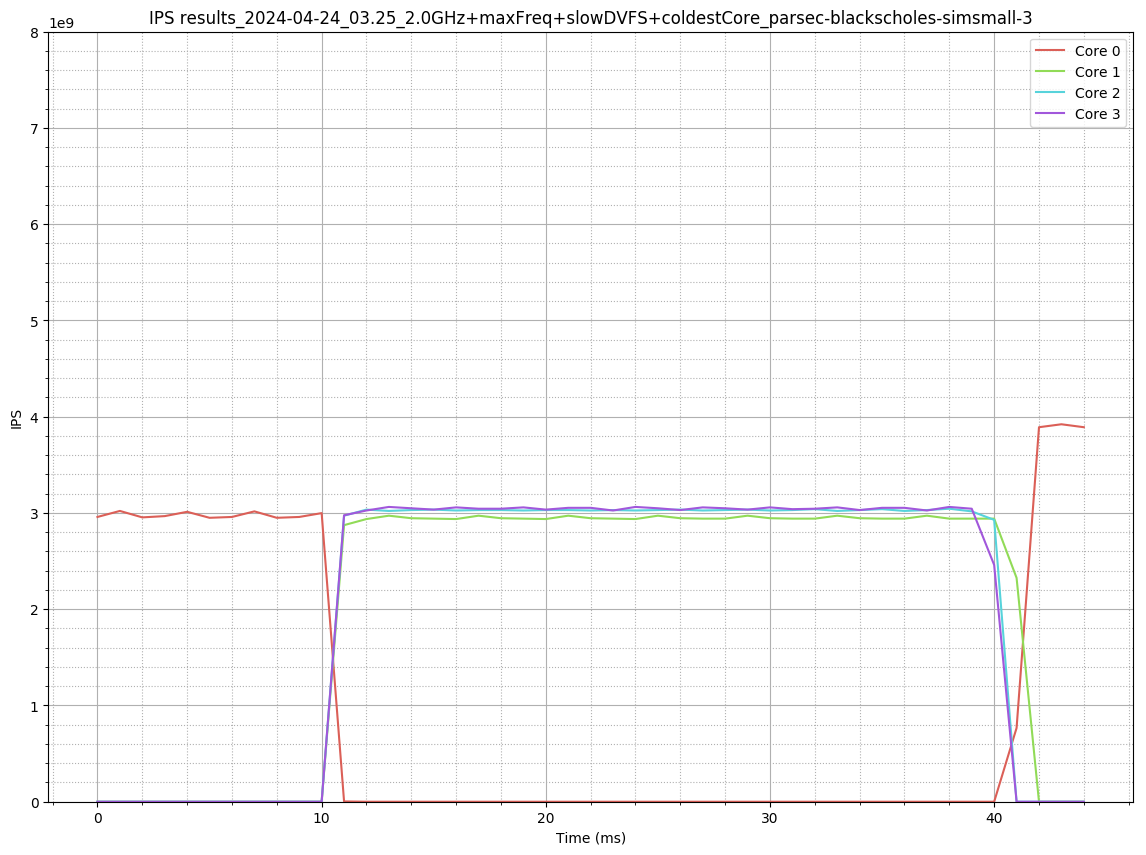 IPS results_2024-04-24_03.25_2.0GHz+maxFreq+slowDVFS+coldestCore_parsec-blackscholes-simsmall-3
1e9
8
7
6
5
4
3
2
1
0
IPS
Core 0
Core 1
Core 2
Core 3
0 10 20 30 40
Time (ms)